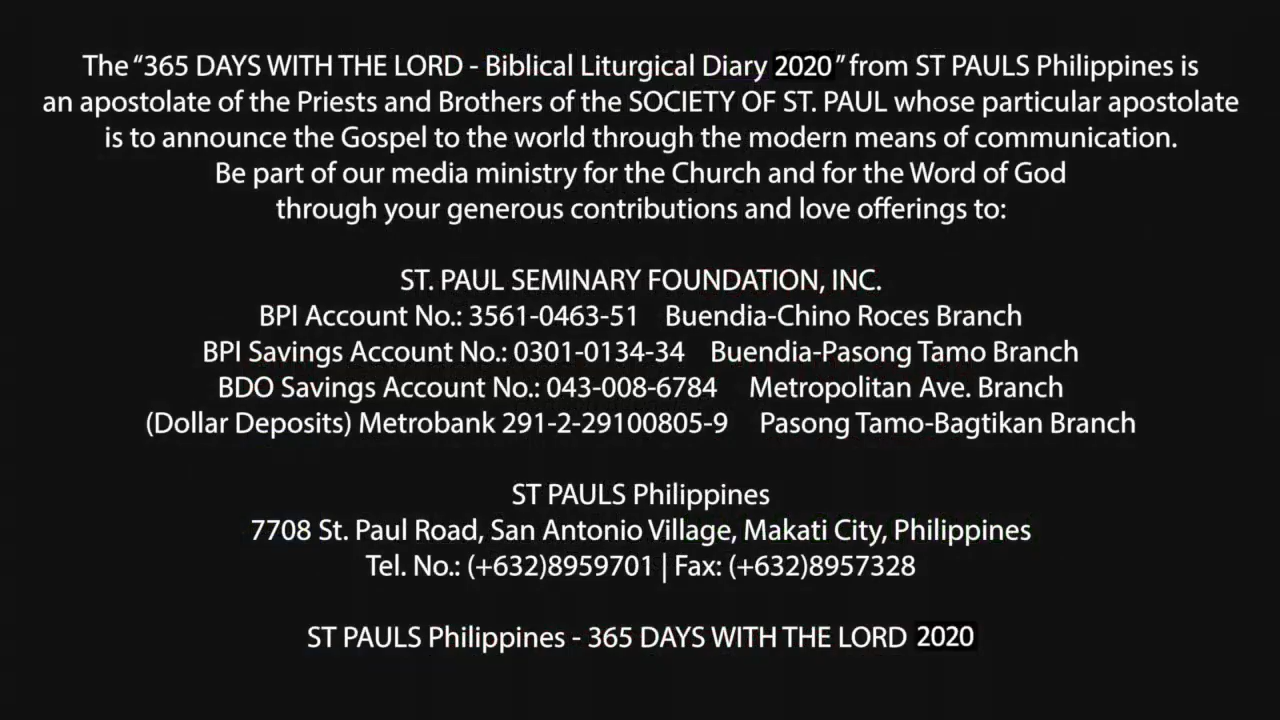 The “365 DAYS WITH THE LORD - Biblical Liturgical Diary 2020” from ST PAULS Philippines is
an apostolate of the Priests and Brothers of the SOCIETY OF ST. PAUL whose particular apostolate
is to announce the Gospel to the world through the modern means of communication.
Be part of our media ministry for the Church and for the Word of God
through your generous contributions and love offerings to:
ST. PAUL SEMINARY FOUNDATION, INC.
BPI Account No.: 3561-0463-51 Buendia-Chino Roces Branch
BPI Savings Account No.: 0301-0134-34 Buendia-Pasong Tamo Branch
BDO Savings Account No.: 043-008-6784 Metropolitan Ave. Branch
(Dollar Deposits) Metrobank 291-2-29100805-9 Pasong Tamo-Bagtikan Branch
ST PAULS Philippines
7708 St. Paul Road, San Antonio Village, Makati City, Philippines
Tel. No.: (+632)8959701 | Fax: (+632)8957328
ST PAULS Philippines - 365 DAYS WITH THE LORD 2020